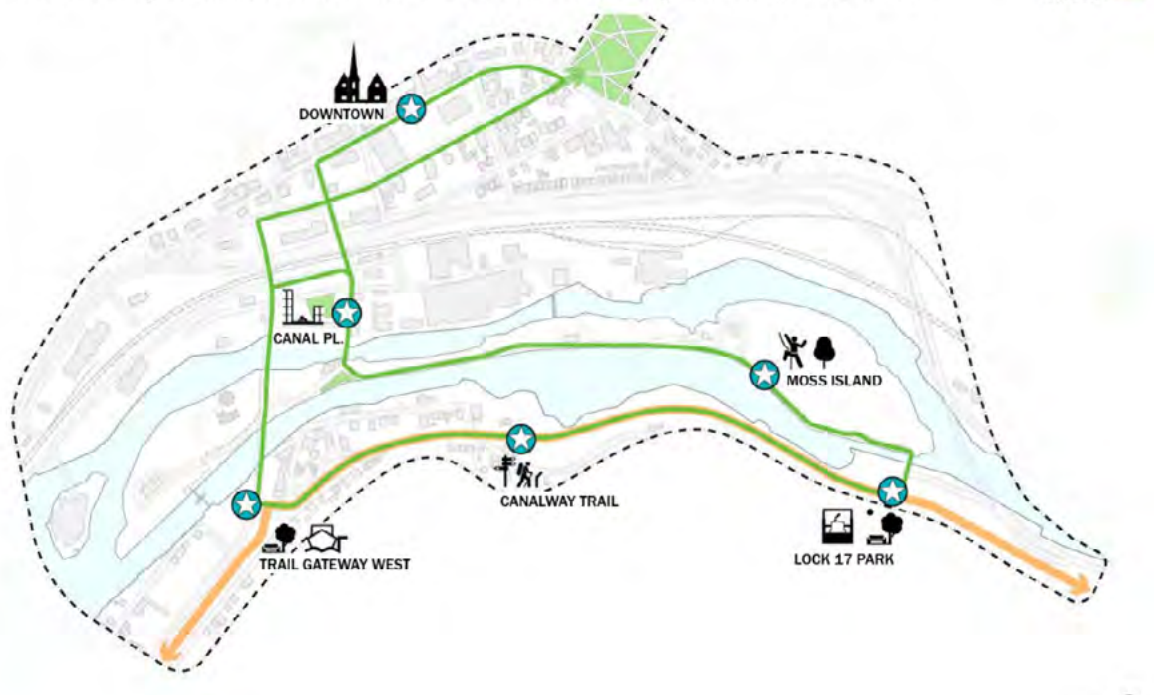 DOWNTOWN
CANAL PL.
MOSS ISLAND
CANALWAY TRAIL
TRAIL GATEWAY WEST
LOCK 17 PARK